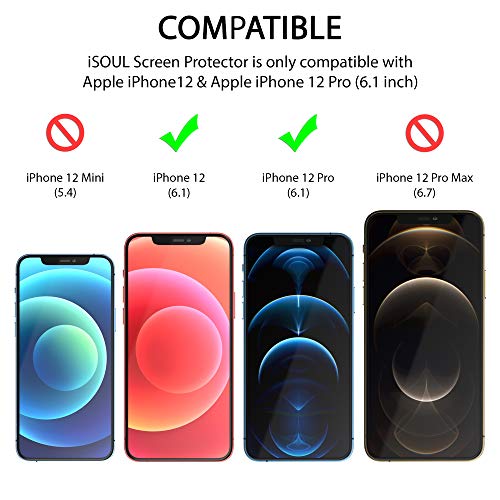 COMPATIBLE
iSOUL Screen Protector is only compatible with
Apple iPhone12 & Apple iPhone 12 Pro (6.1 inch)
iPhone 12 Mini
(5.4)
iPhone 12
(6.1)
iPhone 12 Pro
(6.1)
iPhone 12 Pro Max
(6.7)